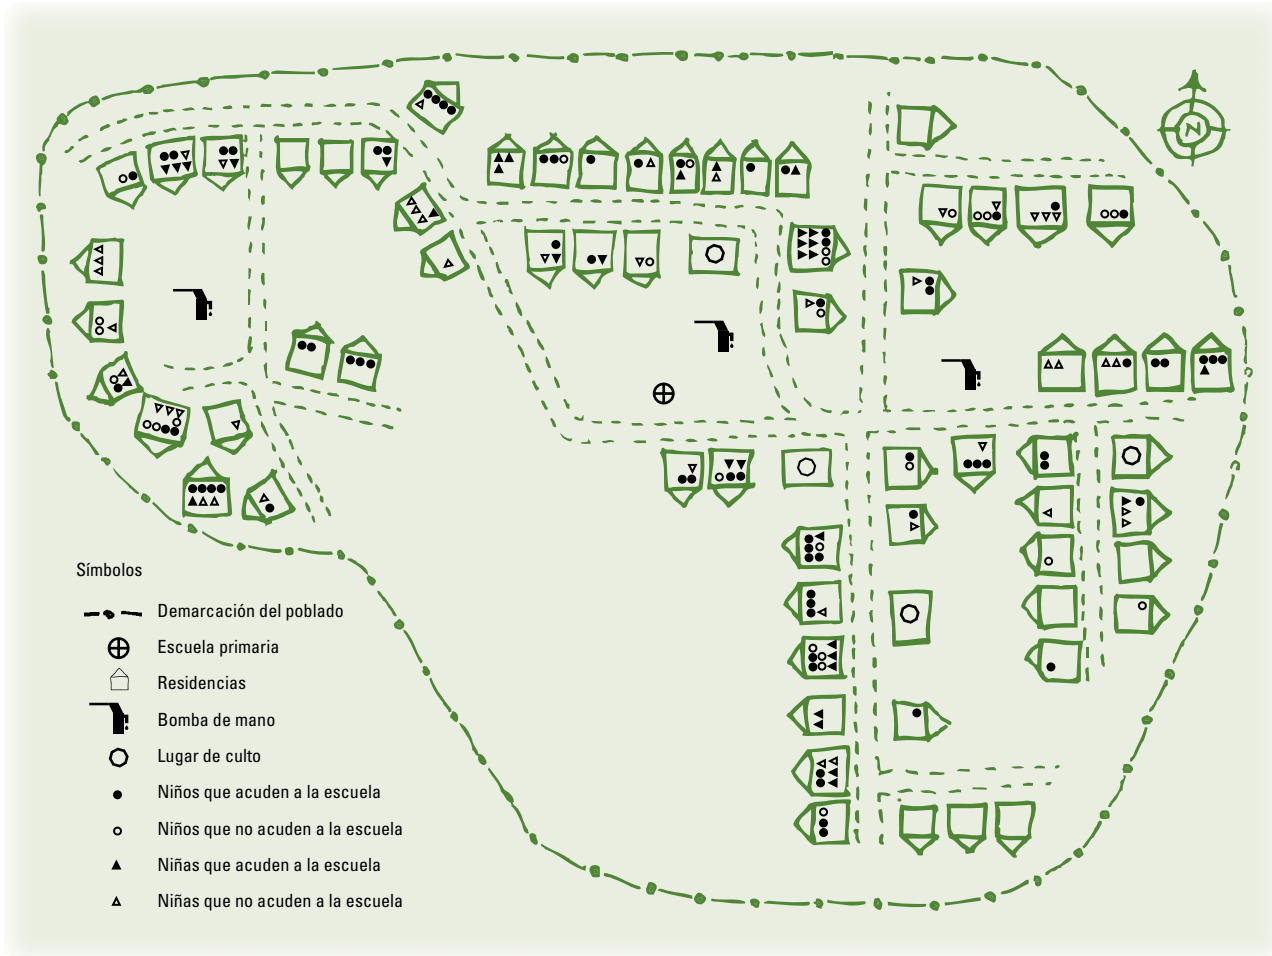 N
Símbolos
Demarcación del poblado
Escuela primaria
Residencias
Bomba de mano
Lugar de culto
Niños que acuden a la escuela
Niños que no acuden a la escuela
Niñas que acuden a la escuela
Niñas que no acuden a la escuela